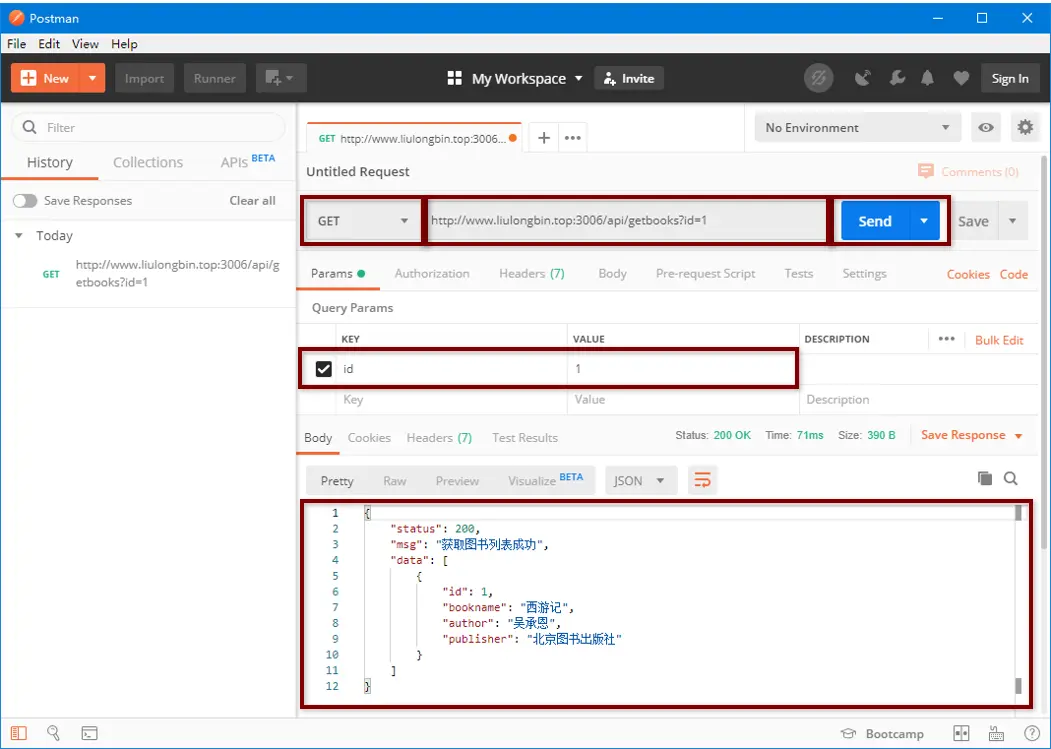 Postman
File Edit View Help
New Import Runner My Workspace Invite Sign In
Filter
History Collections APIs BETA
Save Responses Clear all
Today
GET http://www.liulongbin.top:3006/api/g
etbooks?id=1
GET http://www.liulongbin.top:3006... + ••• No Environment
Untitled Request Comments (0)
GET http://www.liulongbin.top:3006/api/getbooks?id=1 Send Save
Params Authorization Headers (7) Body Pre-request Script Tests Settings Cookies Code
Query Params
KEY VALUE DESCRIPTION ••• Bulk Edit
id 1
Key Value Description
Body Cookies Headers (7) Test Results Status: 200 OK Time: 71ms Size: 390 B Save Response
Pretty Raw Preview Visualize BETA JSON
1 {
2 "status": 200,
3 "msg": "获取图书列表成功",
4 "data": [
5 {
6 "id": 1,
7 "bookname": "西游记",
8 "author": "吴承恩",
9 "publisher": "北京图书出版社"
10 }
11 ]
12 }
Bootcamp